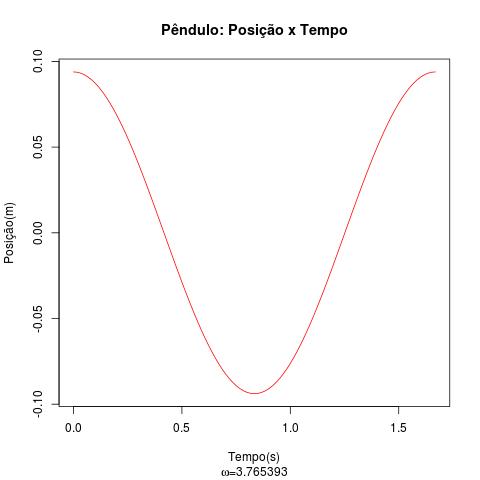 Pêndulo: Posição x Tempo
Posição(m)
0.10
0.05
0.00
-0.05
-0.10
0.0 0.5 1.0 1.5
Tempo(s)
ω=3.765393